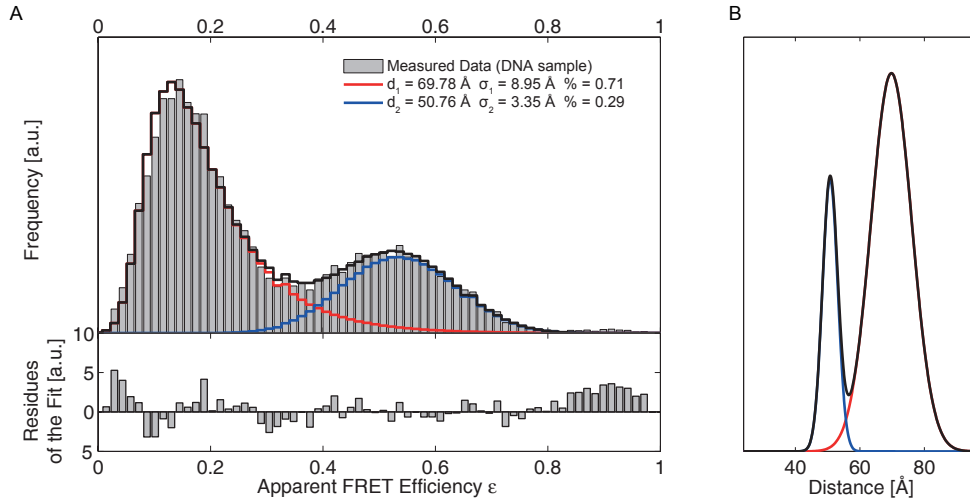 A
B
0 0.2 0.4 0.6 0.8 1
Measured Data (DNA sample)
d1 = 69.78 Å σ1 = 8.95 Å % = 0.71
d2 = 50.76 Å σ2 = 3.35 Å % = 0.29
Frequency [a.u.]
10
5
0
5
Residues
of the Fit [a.u.]
0 0.2 0.4 0.6 0.8 1
Apparent FRET Efficiency ε
40 60 80
Distance [Å]